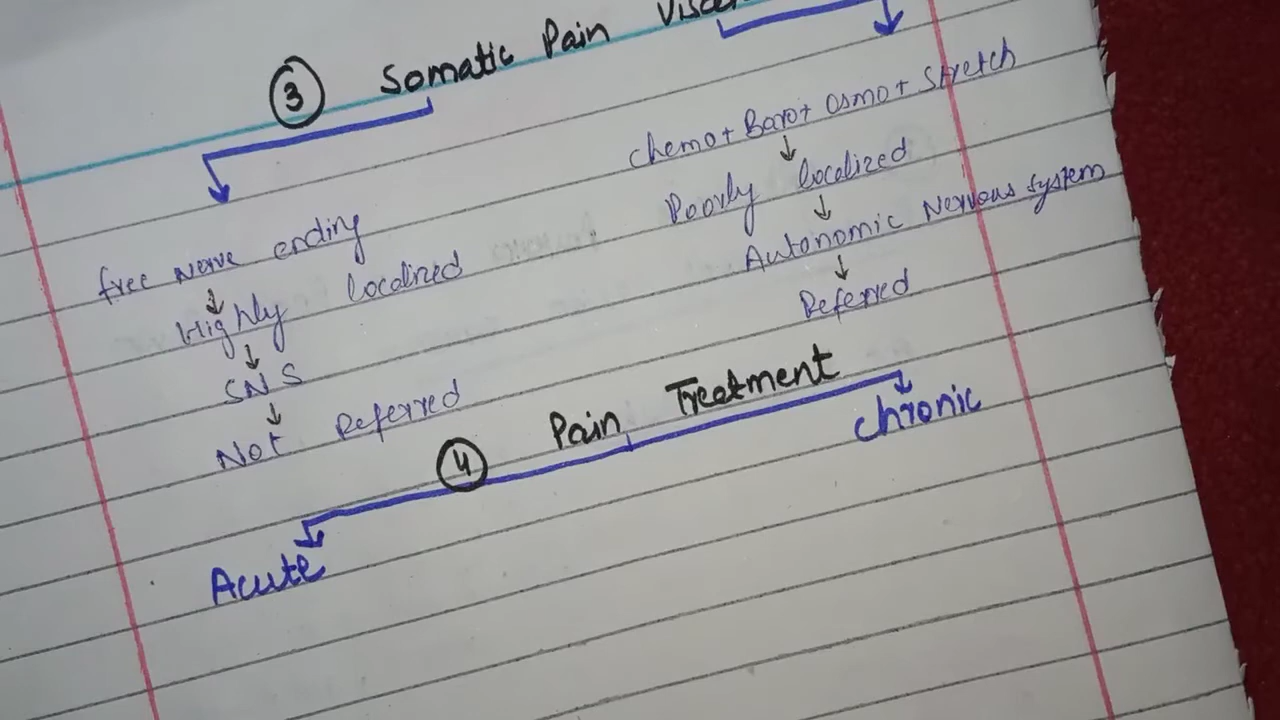 3 Somatic Pain
Chemo + Baro + Osmo + Stretch
Poorly localized
Autonomic Nervous System
Referred
free Nerve ending
Highly localized
SNS
Not Referred
4 Pain Treatment
Acute
Chronic